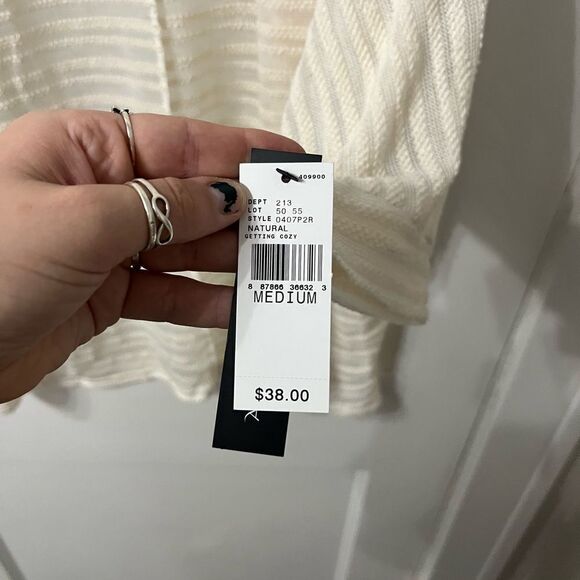 409900
DEPT 213
LOT 50 55
STYLE 0407P2R
NATURAL
GETTING COZY
8 87866 36632 3
MEDIUM
$38.00